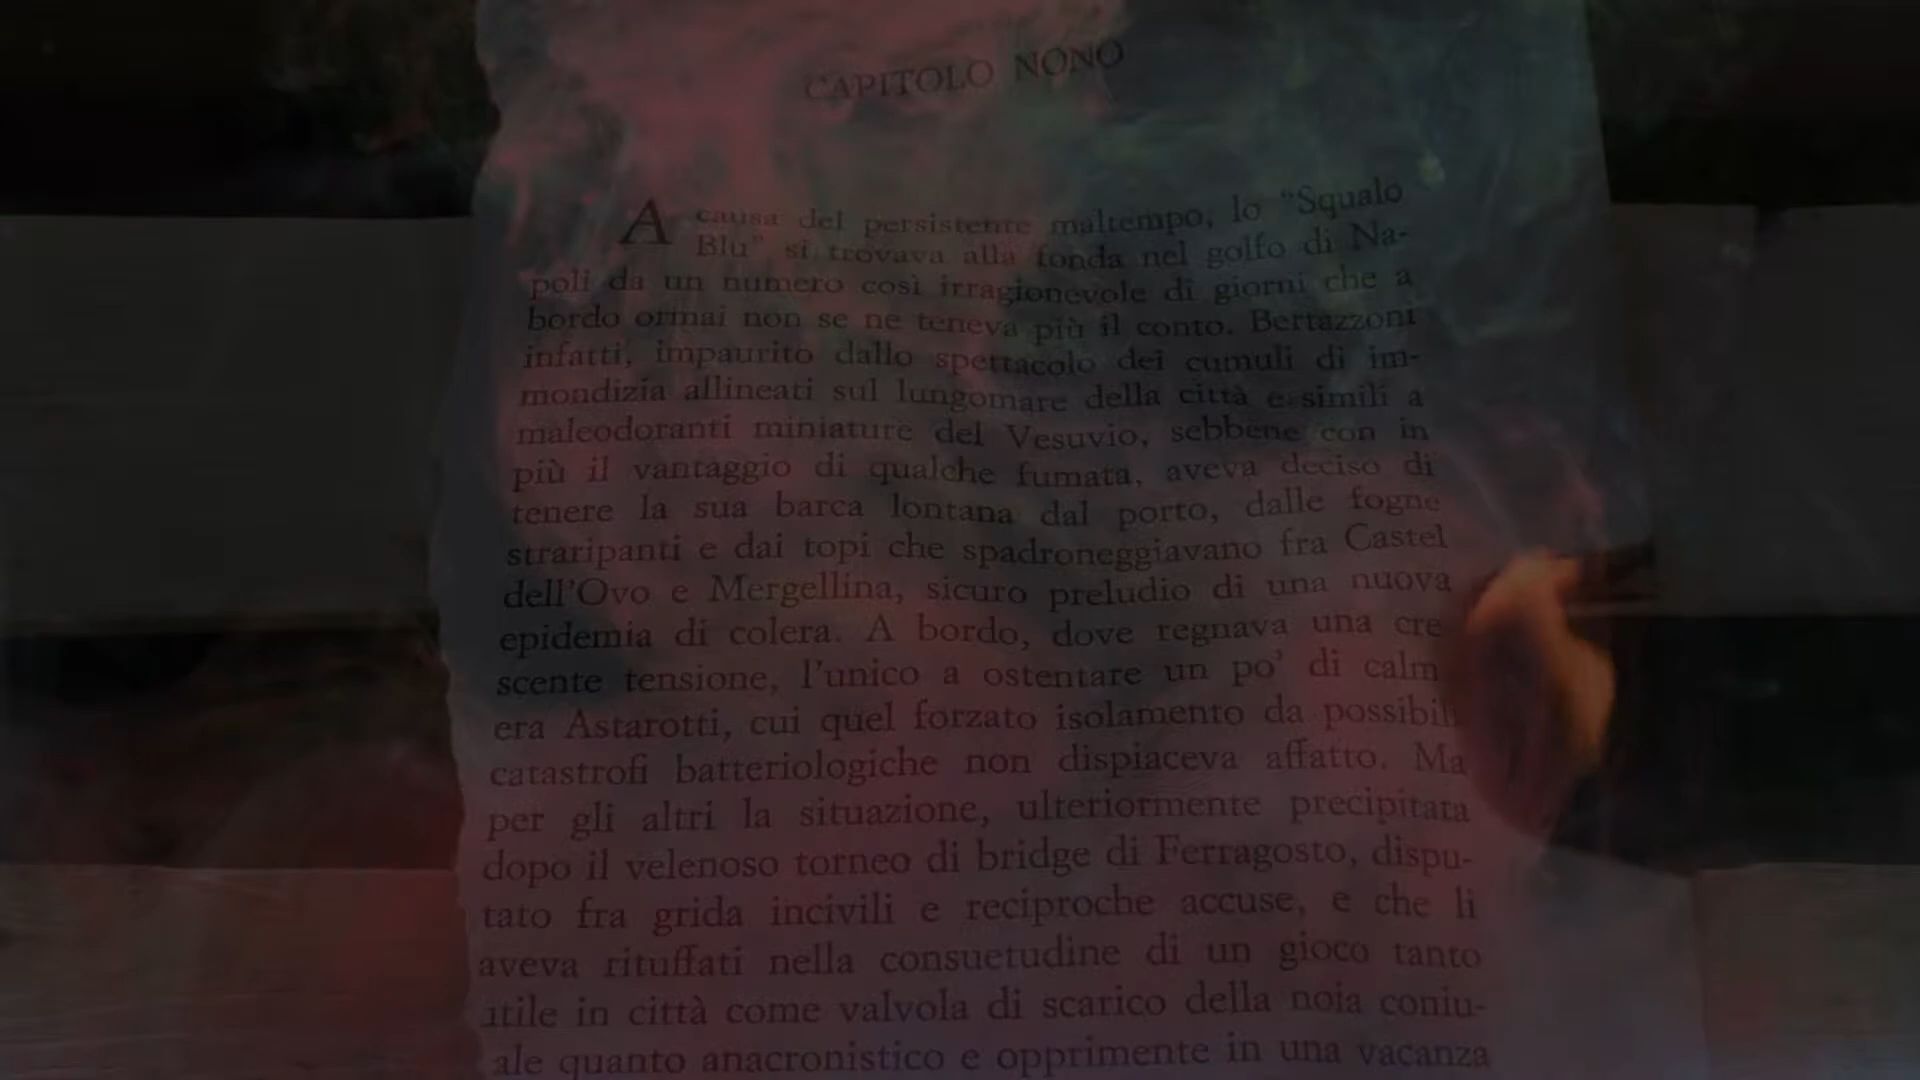 CAPITOLO NONO
A causa del persistente maltempo, lo “Squalo
Blu” si trovava alla fonda nel golfo di Na-
poli da un numero così irragionevole di giorni che a
bordo ormai non se ne teneva più il conto. Bertazzoni
infatti, impaurito dallo spettacolo dei cumuli di im-
mondizia allineati sul lungomare della città e simili a
maleodoranti miniature del Vesuvio, sebbene con in
più il vantaggio di qualche fumata, aveva deciso di
tenere la sua barca lontana dal porto, dalle fogne
straripanti e dai topi che spadroneggiavano fra Castel
dell'Ovo e Mergellina, sicuro preludio di una nuova
epidemia di colera. A bordo, dove regnava una cre
scente tensione, l'unico a ostentare un po' di calm
era Astarotti, cui quel forzato isolamento da possibil
catastrofi batteriologiche non dispiaceva affatto. Ma
per gli altri la situazione, ulteriormente precipitata
dopo il velenoso torneo di bridge di Ferragosto, dispu-
tato fra grida incivili e reciproche accuse, e che li
aveva rituffati nella consuetudine di un gioco tanto
utile in città come valvola di scarico della noia coniu-
ale quanto anacronistico e opprimente in una vacanza